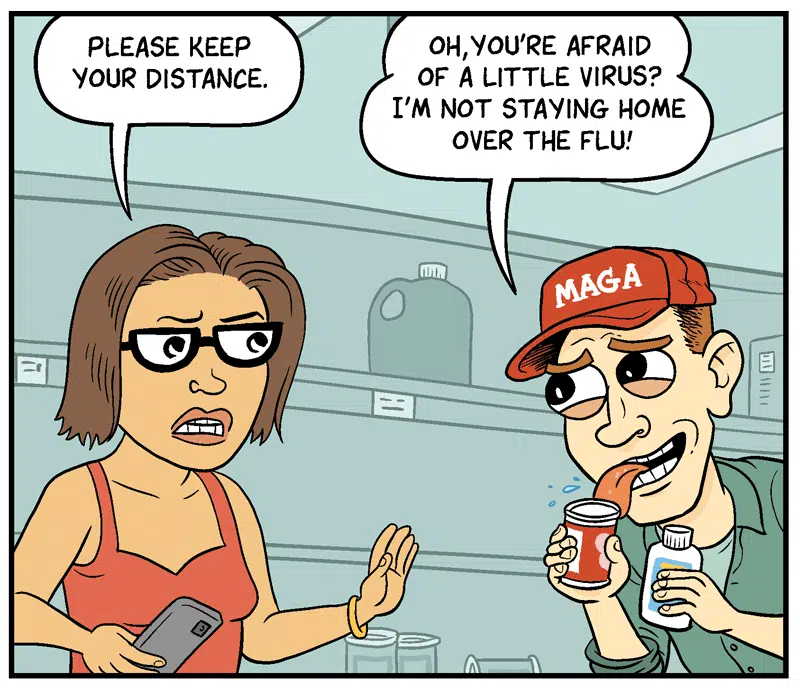 PLEASE KEEP
YOUR DISTANCE.
OH, YOU'RE AFRAID
OF A LITTLE VIRUS?
I'M NOT STAYING HOME
OVER THE FLU!
MAGA